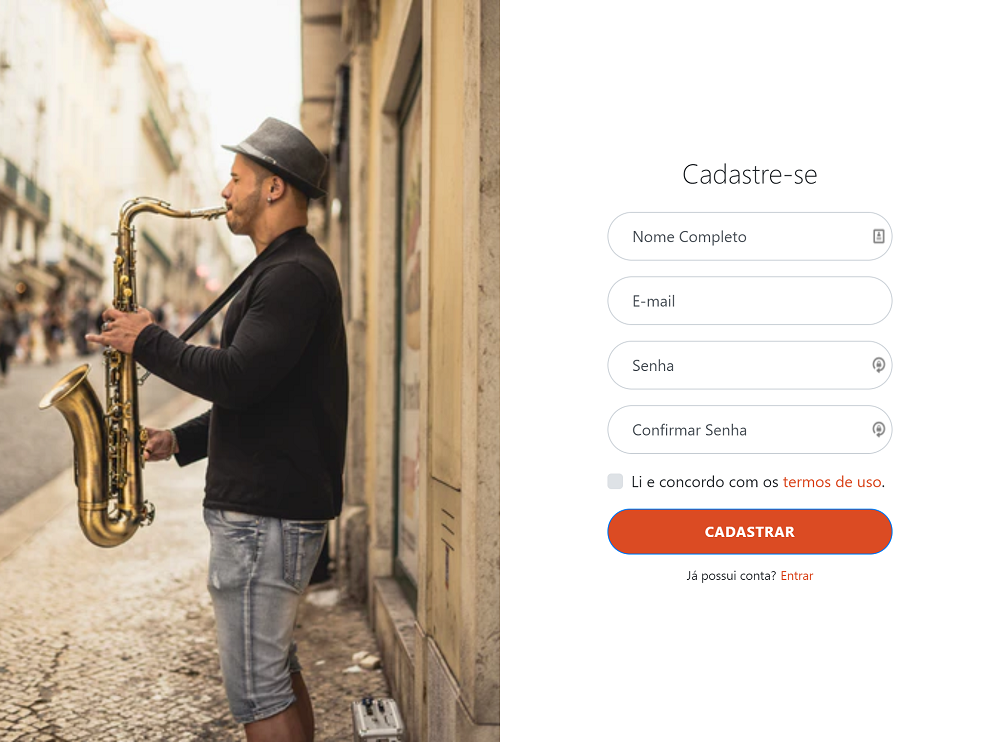 Cadastre-se
Nome Completo
E-mail
Senha
Confirmar Senha
Li e concordo com os termos de uso.
CADASTRAR
Já possui conta? Entrar